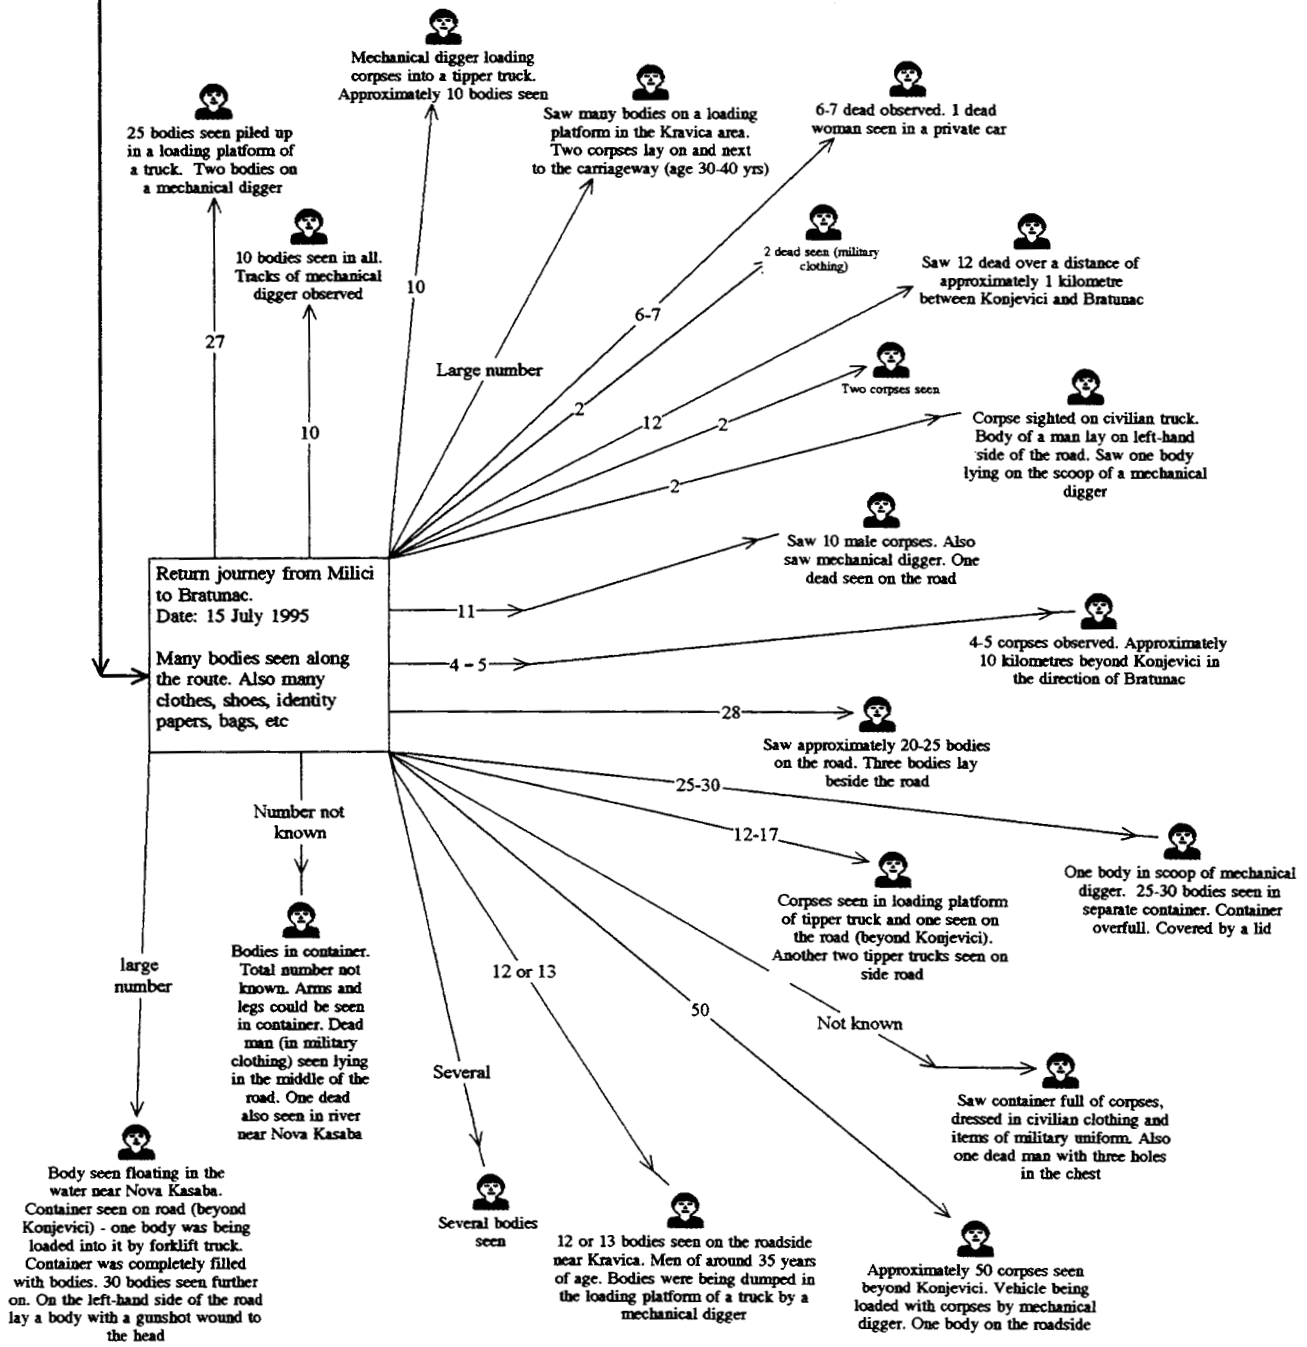 Mechanical digger loading
corpses into a tipper truck.
Approximately 10 bodies seen
25 bodies seen piled up
in a loading platform of
a truck. Two bodies on
a mechanical digger
Saw many bodies on a loading
platform in the Kravica area.
Two corpses lay on and next
to the carriageway (age 30-40 yrs)
6-7 dead observed. 1 dead
woman seen in a private car
10 bodies seen in all.
Tracks of mechanical
digger observed
2 dead seen (military
clothing)
Saw 12 dead over a distance of
approximately 1 kilometre
between Konjevici and Bratunac
27
10
10
Large number
6-7
2
12
2
2
Two corpses seen
Corpse sighted on civilian truck.
Body of a man lay on left-hand
side of the road. Saw one body
lying on the scoop of a mechanical
digger
Saw 10 male corpses. Also
saw mechanical digger. One
dead seen on the road
Return journey from Milici
to Bratunac.
Date: 15 July 1995
Many bodies seen along
the route. Also many
clothes, shoes, identity
papers, bags, etc
11
4 - 5
4-5 corpses observed. Approximately
10 kilometres beyond Konjevici in
the direction of Bratunac
28
Saw approximately 20-25 bodies
on the road. Three bodies lay
beside the road
25-30
One body in scoop of mechanical
digger. 25-30 bodies seen in
separate container. Container
overfull. Covered by a lid
12-17
Corpses seen in loading platform
of tipper truck and one seen on
the road (beyond Konjevici).
Another two tipper trucks seen on
side road
Number not
known
Bodies in container.
Total number not
known. Arms and
legs could be seen
in container. Dead
man (in military
clothing) seen lying
in the middle of the
road. One dead
also seen in river
near Nova Kasaba
large
number
Body seen floating in the
water near Nova Kasaba.
Container seen on road (beyond
Konjevici) - one body was being
loaded into it by forklift truck.
Container was completely filled
with bodies. 30 bodies seen further
on. On the left-hand side of the road
lay a body with a gunshot wound to
the head
Several
Several bodies
seen
12 or 13
12 or 13 bodies seen on the roadside
near Kravica. Men of around 35 years
of age. Bodies were being dumped in
the loading platform of a truck by a
mechanical digger
50
Approximately 50 corpses seen
beyond Konjevici. Vehicle being
loaded with corpses by mechanical
digger. One body on the roadside
Not known
Saw container full of corpses,
dressed in civilian clothing and
items of military uniform. Also
one dead man with three holes
in the chest